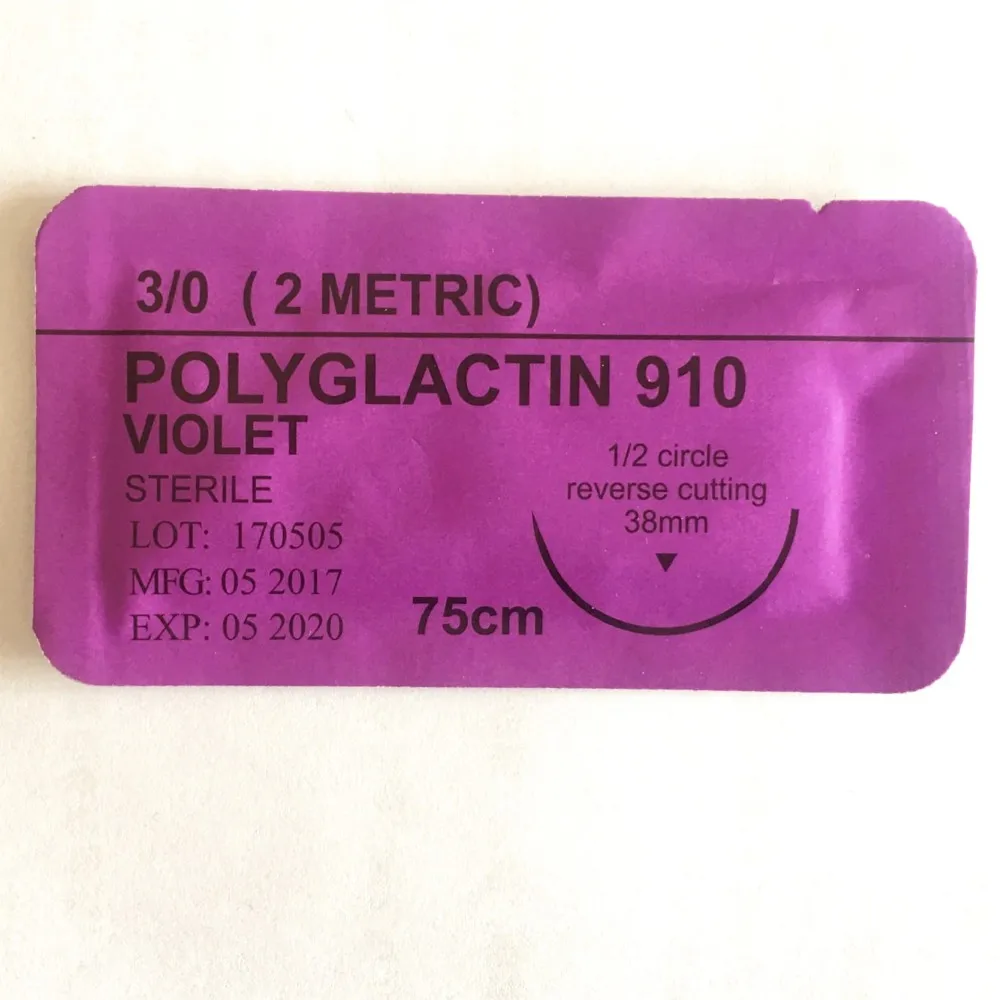 3/0 ( 2 METRIC)
POLYGLACTIN 910
VIOLET
STERILE
LOT: 170505
MFG: 05 2017
EXP: 05 2020
75cm
1/2 circle
reverse cutting
38mm